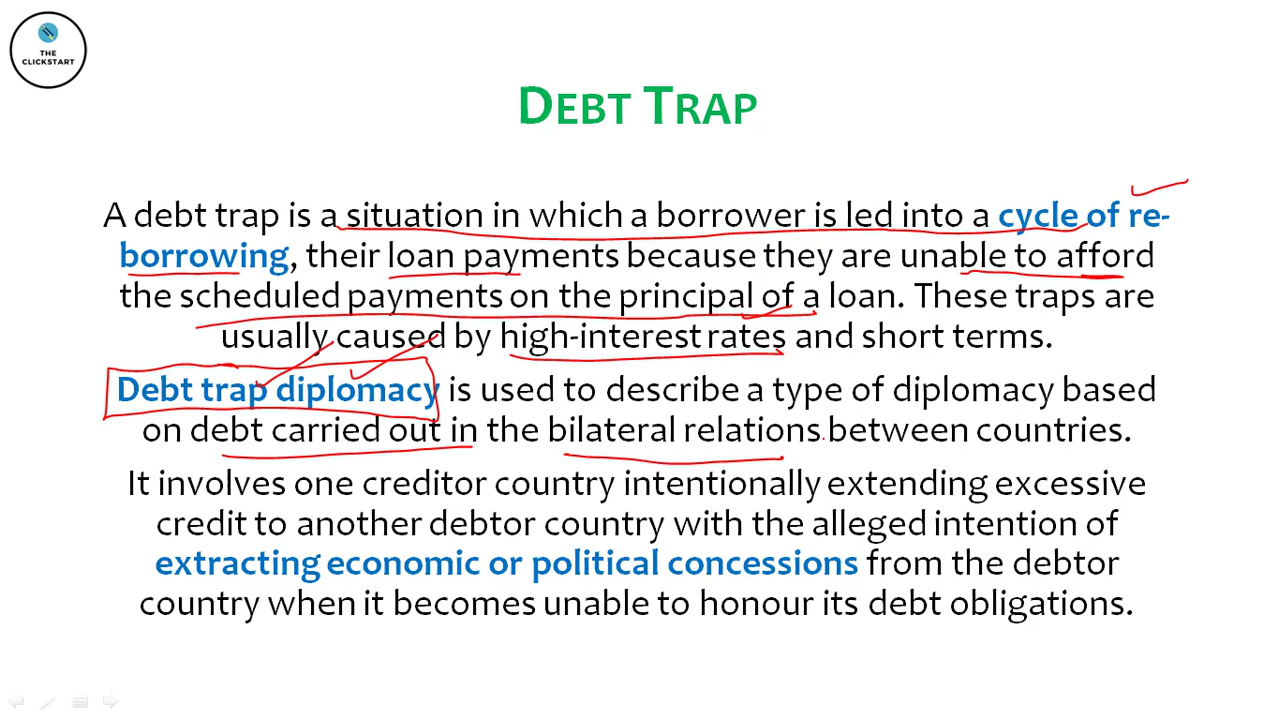 THE
CLICKSTART
DEBT TRAP
A debt trap is a situation in which a borrower is led into a cycle of re-
borrowing, their loan payments because they are unable to afford
the scheduled payments on the principal of a loan. These traps are
usually caused by high-interest rates and short terms.
Debt trap diplomacy is used to describe a type of diplomacy based
on debt carried out in the bilateral relations between countries.
It involves one creditor country intentionally extending excessive
credit to another debtor country with the alleged intention of
extracting economic or political concessions from the debtor
country when it becomes unable to honour its debt obligations.